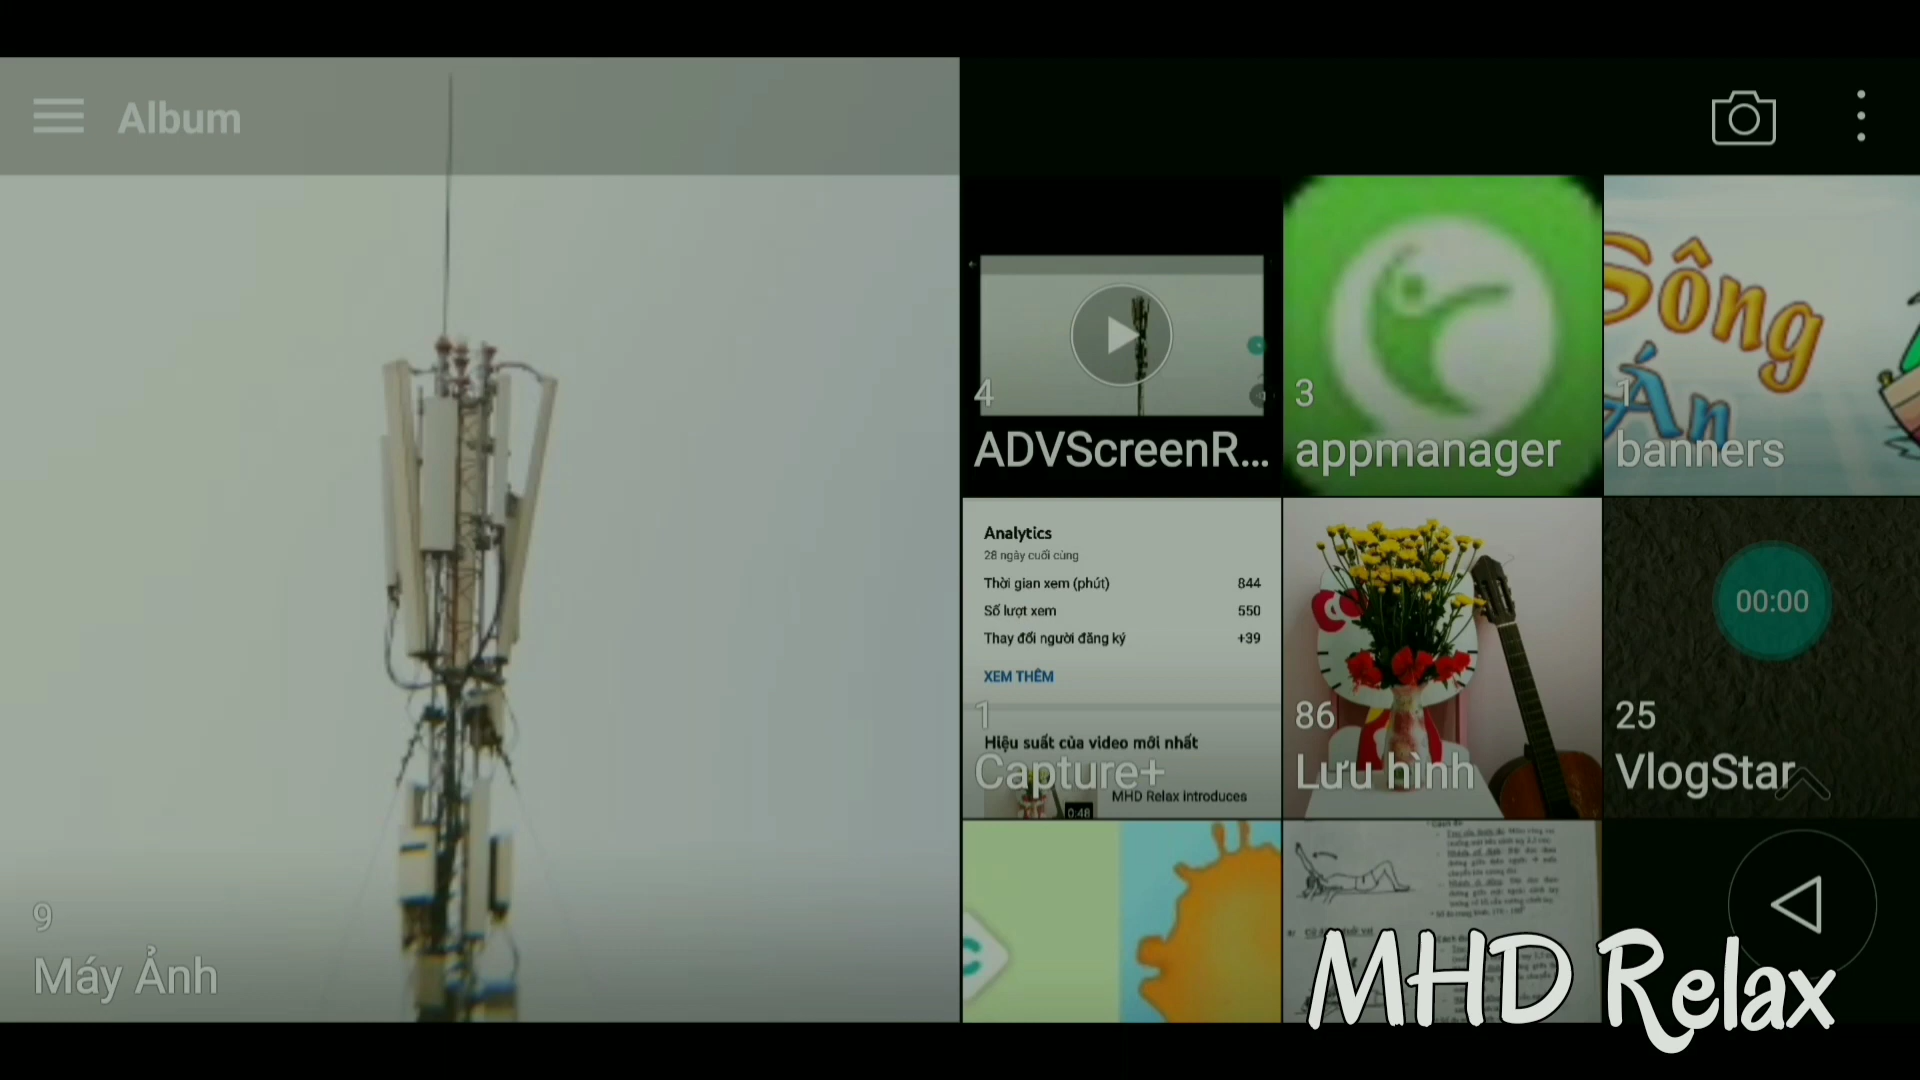 Album
9
Máy Ảnh
4
ADVScreenR...
3
appmanager
Sông
Án
1
banners
Analytics
28 ngày cuối cùng
Thời gian xem (phút) 844
Số lượt xem 550
Thay đổi người đăng ký +39
XEM THÊM
1
Hiệu suất của video mới nhất
Capture+
MHD Relax introduces
0:48
86
Lưu hình
00:00
25
VlogStar
MHD Relax